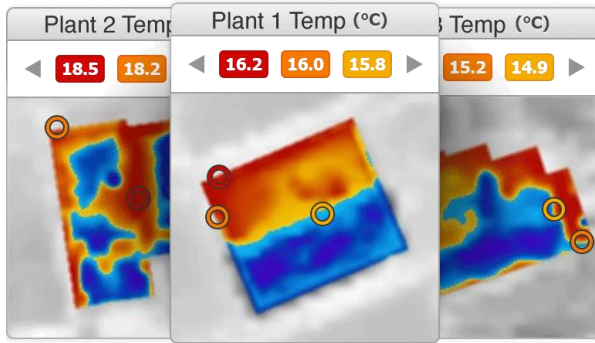 Plant 2 Temp
18.5 18.2
Plant 1 Temp (°C)
16.2 16.0 15.8
3 Temp (°C)
15.2 14.9